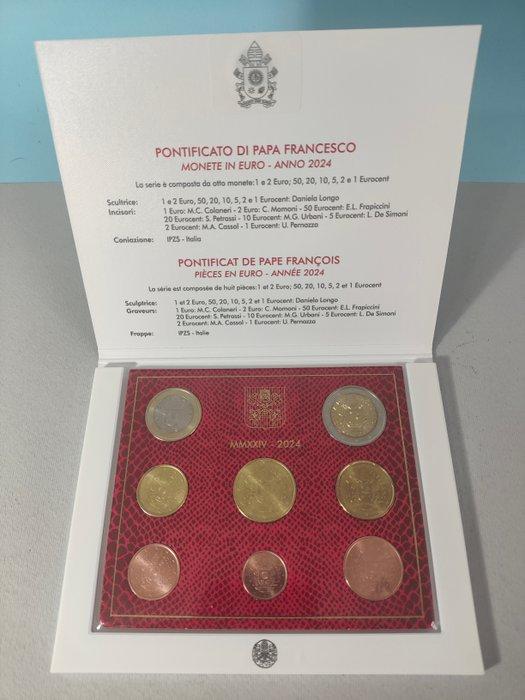 PONTIFICATO DI PAPA FRANCESCO
MONETE IN EURO - ANNO 2024
La serie è composta da otto monete: 1 e 2 Euro; 50, 20, 10, 5, 2 e 1 Eurocent
Scultrice: 1 e 2 Euro, 50, 20, 10, 5, 2 e 1 Eurocent: Daniela Longo
Incisori: 1 Euro: M.C. Colaneri - 2 Euro: C. Momoni - 50 Eurocent: E.L. Frapiccini
20 Eurocent: S. Petrassi - 10 Eurocent: M.G. Urbani - 5 Eurocent: L. De Simoni
2 Eurocent: M.A. Cassol - 1 Eurocent: U. Pernazza
Coniazione: IPZS - Italia
PONTIFICAT DE PAPE FRANÇOIS
PIÈCES EN EURO - ANNÉE 2024
La série est composée de huit pièces: 1 et 2 Euro; 50, 20, 10, 5, 2 et 1 Eurocent
Sculptrice: 1 et 2 Euro, 50, 20, 10, 5, 2 et 1 Eurocent: Daniela Longo
Graveurs: 1 Euro: M.C. Colaneri - 2 Euro: C. Momoni - 50 Eurocent: E.L. Frapiccini
20 Eurocent: S. Petrassi - 10 Eurocent: M.G. Urbani - 5 Eurocent: L. De Simoni
2 Eurocent: M.A. Cassol - 1 Eurocent: U. Pernazza
Frappe: IPZS - Italie
MMXXIV - 2024